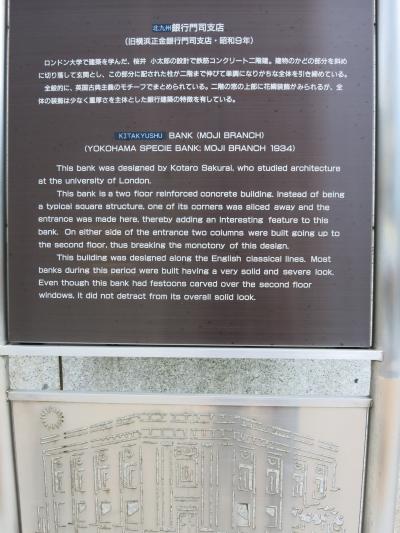 北九州銀行門司支店
(旧横浜正金銀行門司支店・昭和9年)
ロンドン大学で建築を学んだ、桜井 小太郎の設計で鉄筋コンクリート二階建。建物のかどの部分を斜め
に切り落して玄関とし、この部分に配された柱が二階まで伸びて単調になりがちな全体を引き締めている。
全般的に、英国古典主義のモチーフでまとめられている。二階の窓の上部に花綱装飾がみられるが、全
体の装飾は少なく重厚さを主体とした銀行建築の特徴を有している。
KITAKYUSHU BANK (MOJI BRANCH)
(YOKOHAMA SPECIE BANK; MOJI BRANCH 1934)
This bank was designed by Kotaro Sakurai, who studied architecture
at the university of London.
This bank is a two floor reinforced concrete building. Instead of being
a typical square structure, one of its corners was sliced away and the
entrance was made here, thereby adding an interesting feature to this
bank. On either side of the entrance two columns were built going up to
the second floor, thus breaking the monotony of this design.
This building was designed along the English classical lines. Most
banks during this period were built having a very solid and severe look.
Even though this bank had festoons carved over the second floor
windows, it did not detract from its overall solid look.